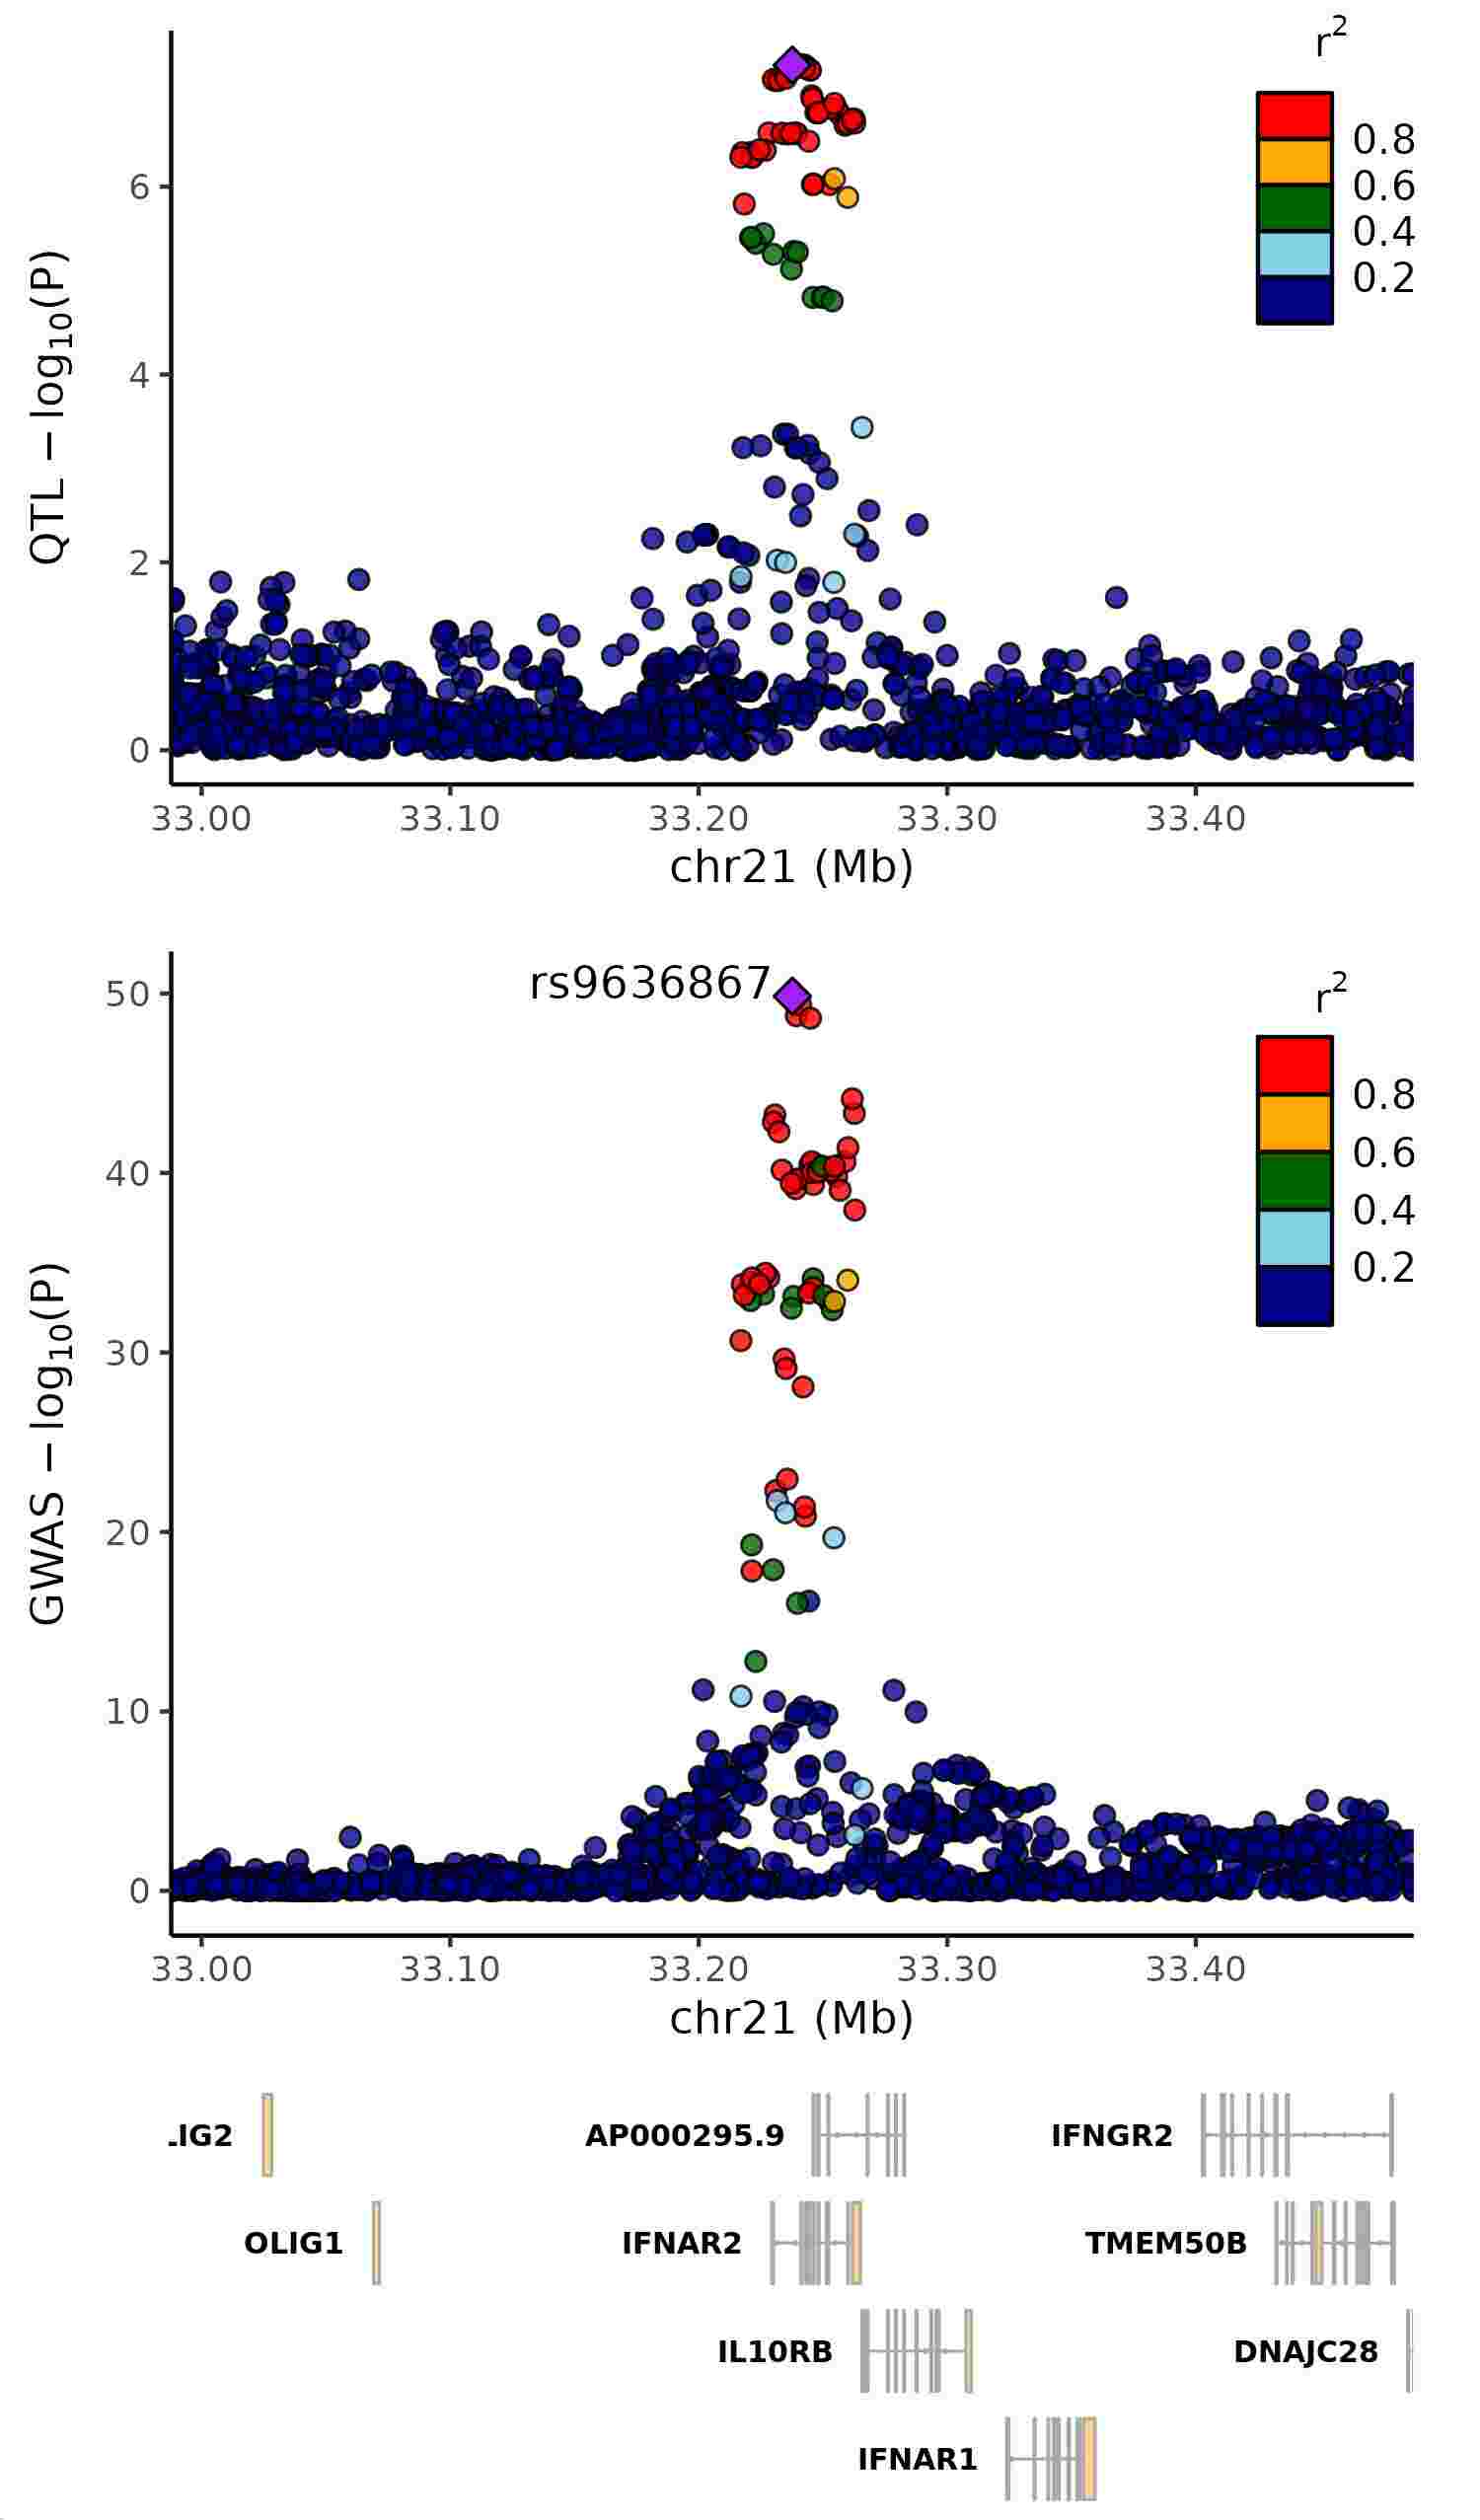 r²
0.8
0.6
0.4
0.2
QTL − log₁₀(P)
6
4
2
0
33.00 33.10 33.20 33.30 33.40
chr21 (Mb)
rs9636867
r²
0.8
0.6
0.4
0.2
GWAS − log₁₀(P)
50
40
30
20
10
0
33.00 33.10 33.20 33.30 33.40
chr21 (Mb)
IG2 AP000295.9 IFNGR2
OLIG1 IFNAR2 TMEM50B
IL10RB DNAJC28
IFNAR1